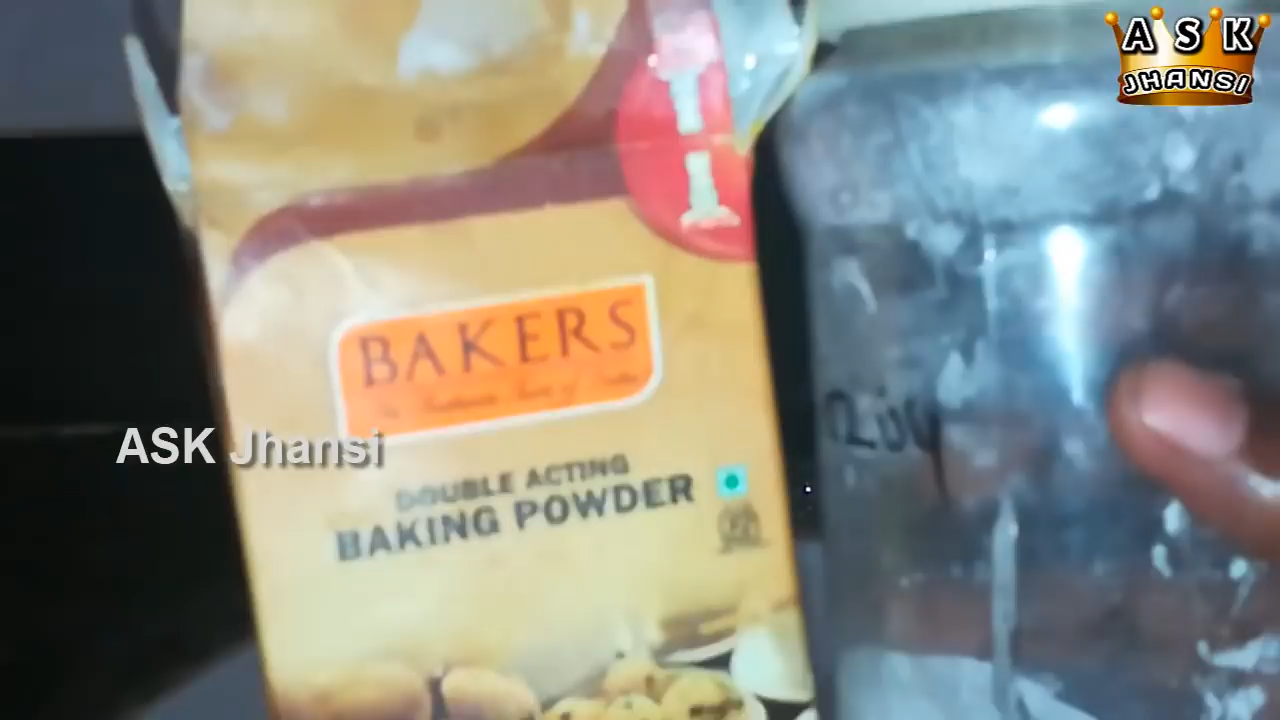 ASK
JHANSI
BAKERS
ASK Jhansi
DOUBLE ACTING
BAKING POWDER